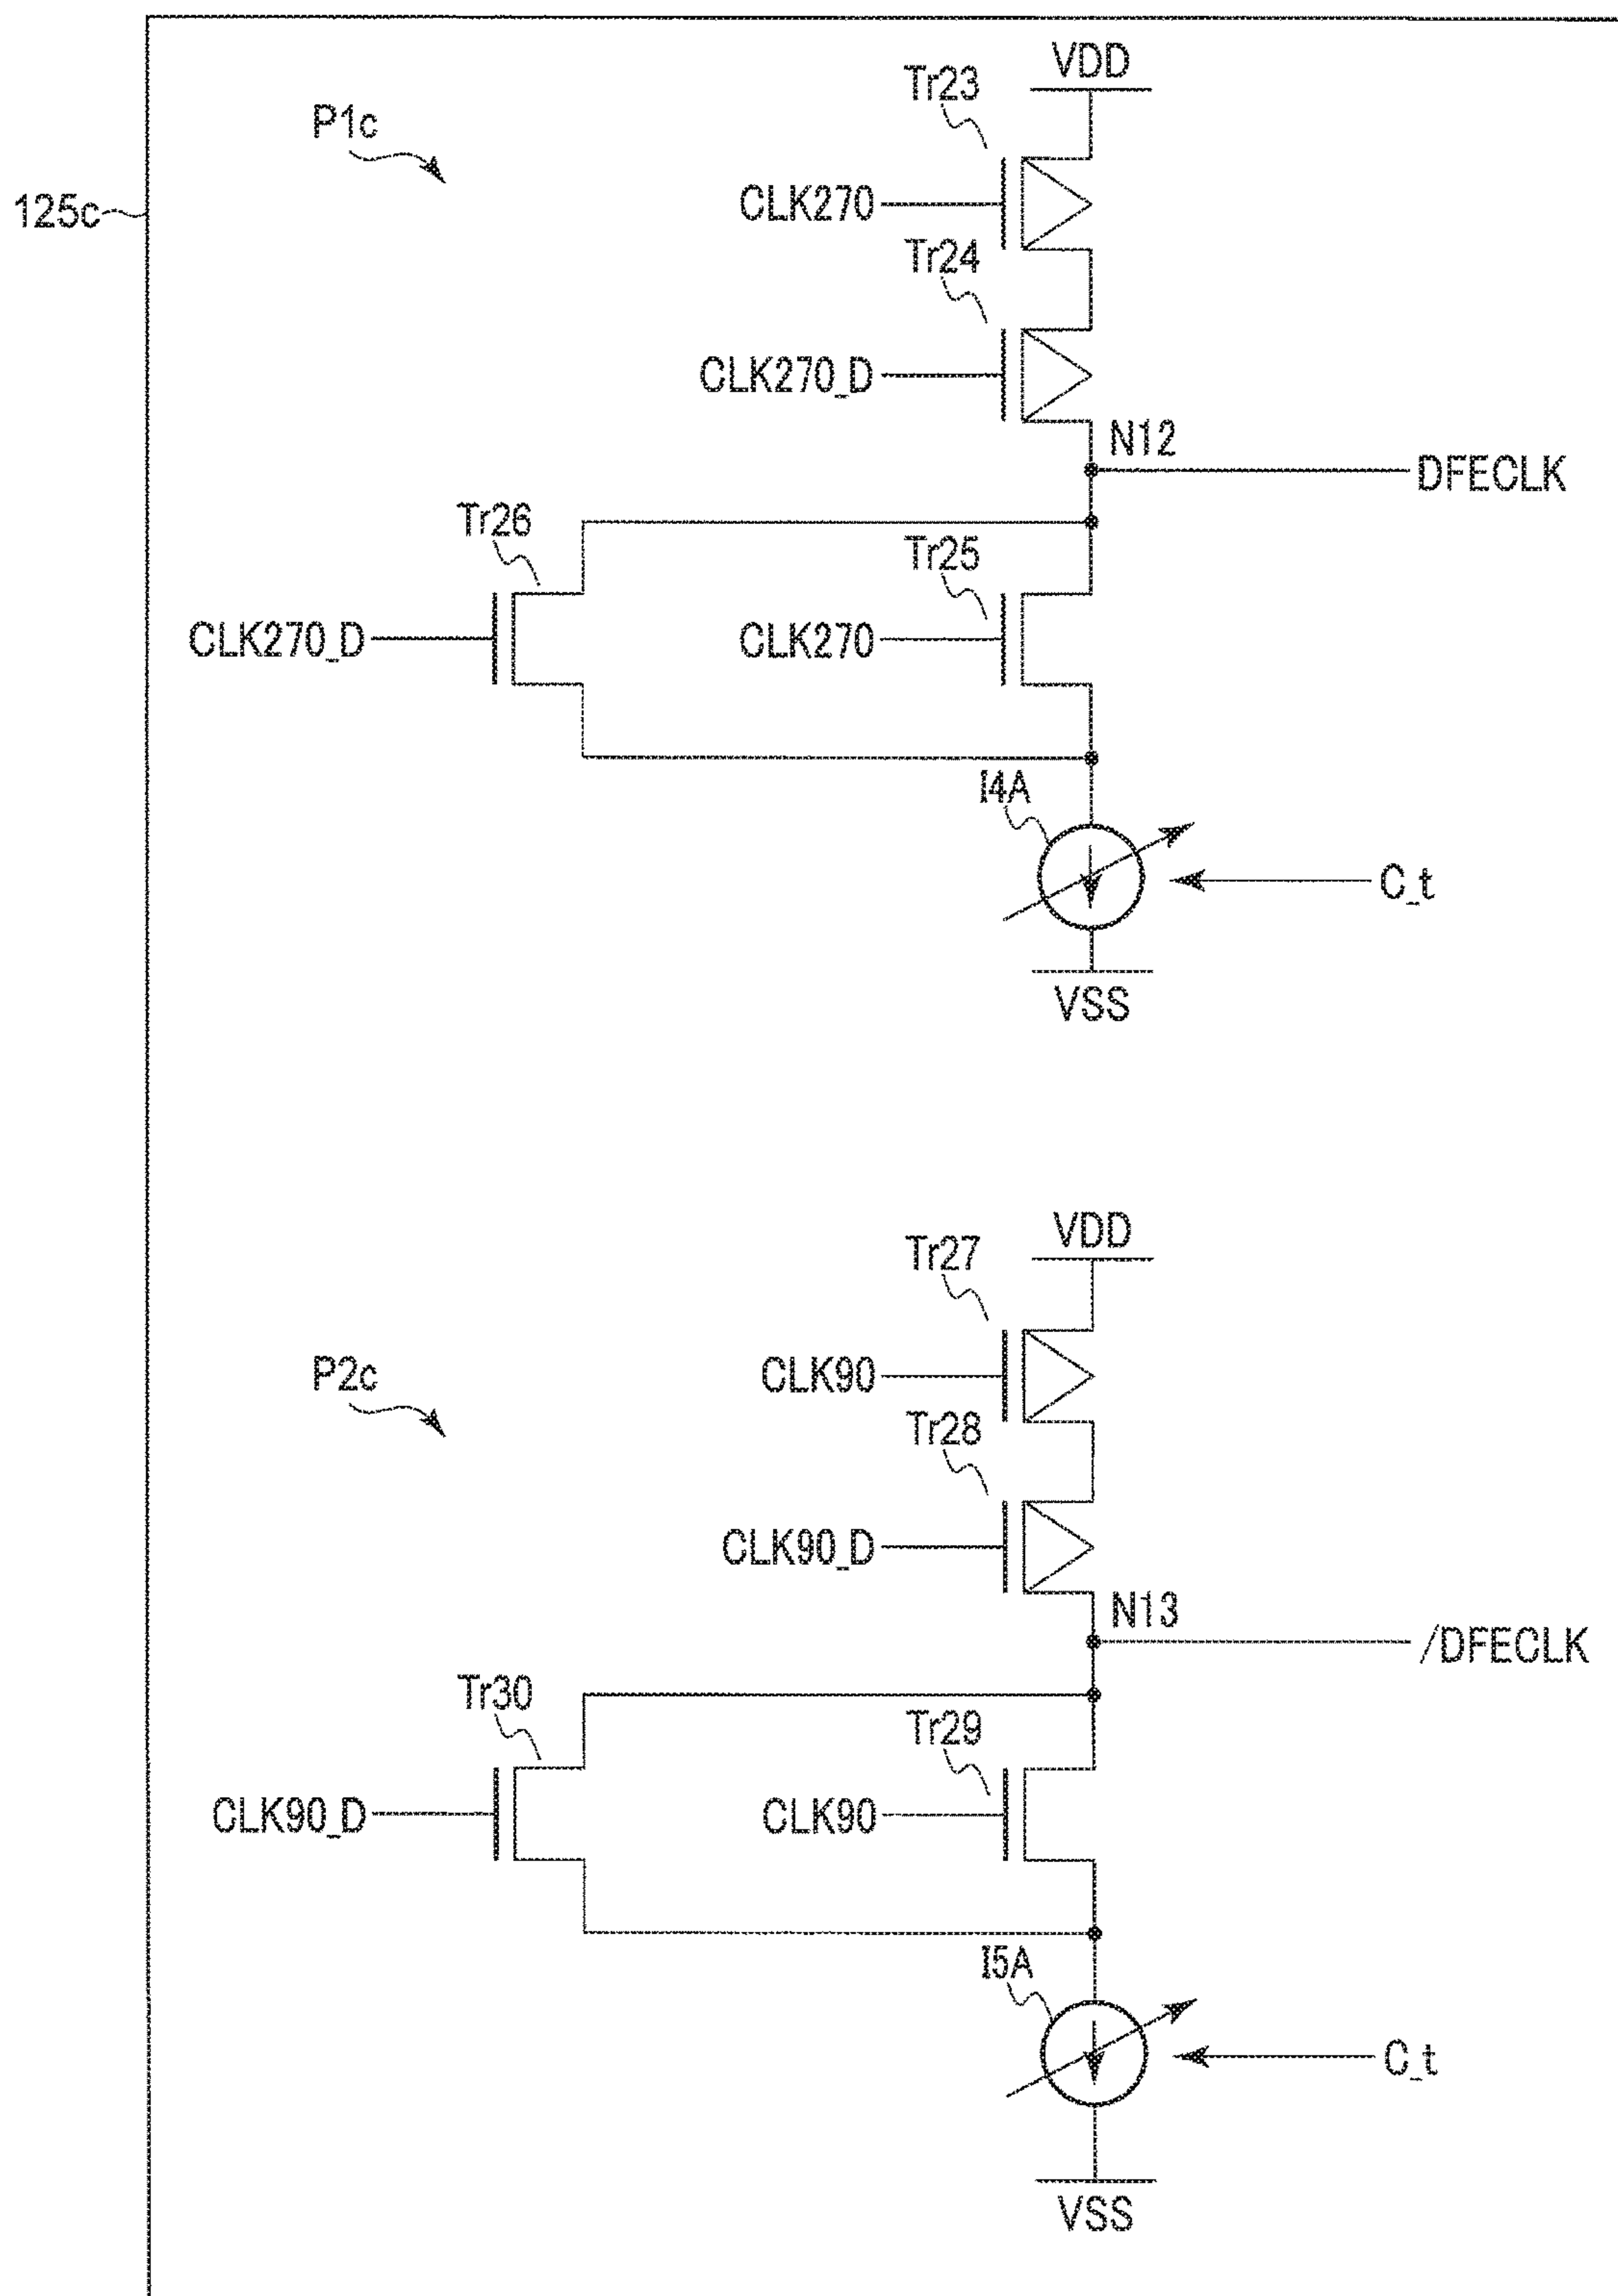 VDD
Tr23
P1c
CLK270
125c
Tr24
CLK270_D
N12
DFECLK
Tr26
Tr25
CLK270_D
CLK270
I4A
C_t
VSS
VDD
Tr27
P2c
CLK90
Tr28
CLK90_D
N13
/DFECLK
Tr30
Tr29
CLK90_D
CLK90
I5A
C_t
VSS